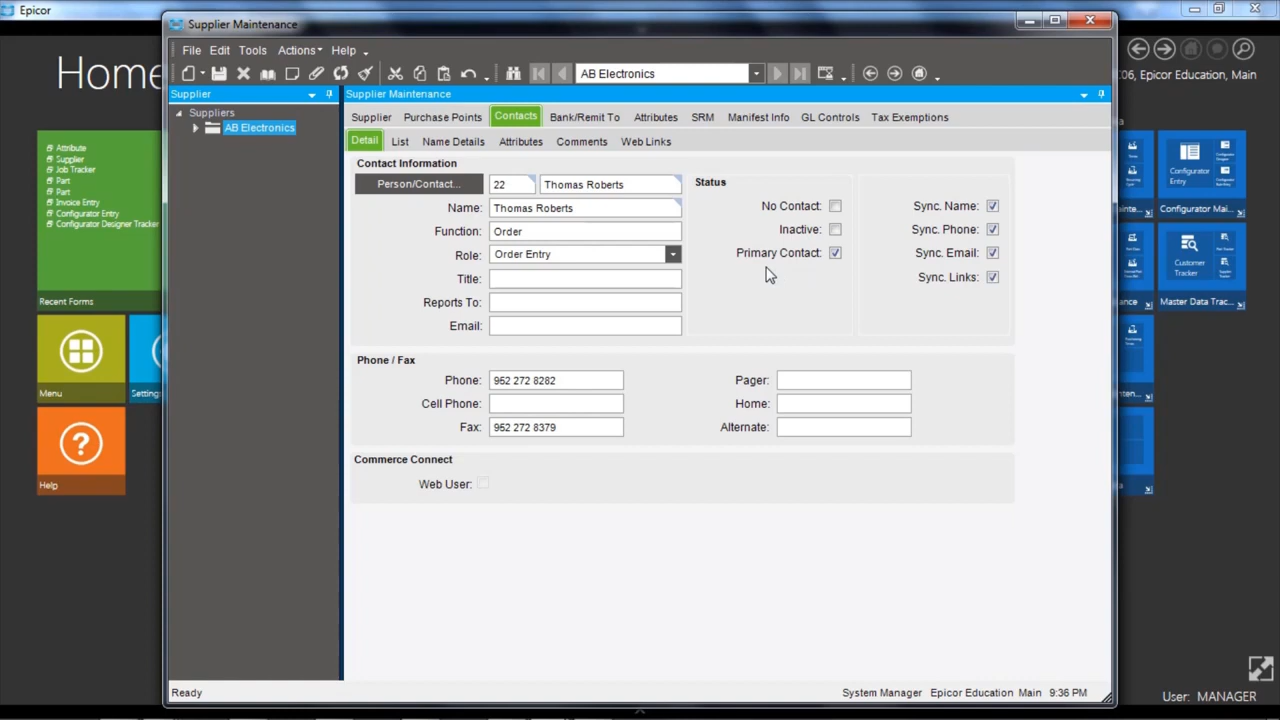 Epicor
Home
Supplier Maintenance
File Edit Tools Actions Help
AB Electronics
Supplier
Supplier Maintenance
Suppliers
AB Electronics
Supplier Purchase Points Contacts Bank/Remit To Attributes SRM Manifest Info GL Controls Tax Exemptions
Detail List Name Details Attributes Comments Web Links
Contact Information
Person/Contact... 22 Thomas Roberts
Name: Thomas Roberts
Function: Order
Role: Order Entry
Title:
Reports To:
Email:
Status
No Contact:
Inactive:
Primary Contact:
Sync. Name:
Sync. Phone:
Sync. Email:
Sync. Links:
Phone / Fax
Phone: 952 272 8282
Cell Phone:
Fax: 952 272 8379
Pager:
Home:
Alternate:
Commerce Connect
Web User:
Ready
System Manager Epicor Education Main 9:36 PM
Attribute
Supplier
Job Tracker
Part
Part
Invoice Entry
Configurator Entry
Configurator Designer Tracker
Recent Forms
Menu
Settings
Help
Epicor Education, Main
Configurator Entry
Configurator Mai...
Customer Tracker
Master Data Trac...
User: MANAGER